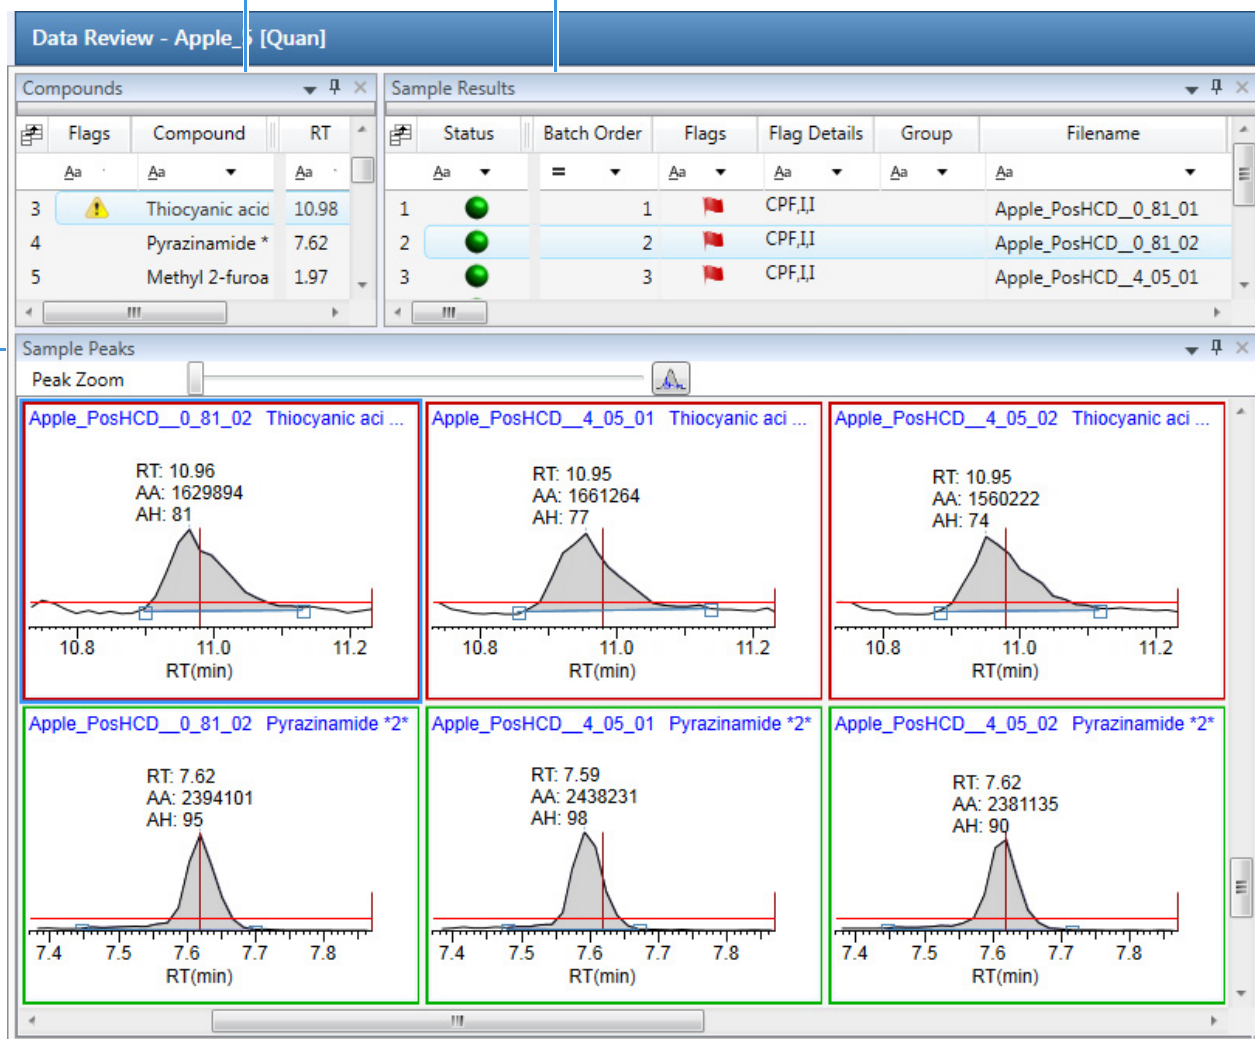 Data Review - Apple_5 [Quan]
Compounds
Sample Results
Flags Compound RT
Status Batch Order Flags Flag Details Group Filename
Aa Aa Aa
Aa = Aa Aa Aa Aa
3 Thiocyanic acid 10.98
4 Pyrazinamide * 7.62
5 Methyl 2-furoa 1.97
1 1 CPF,I,I Apple_PosHCD__0_81_01
2 2 CPF,I,I Apple_PosHCD__0_81_02
3 3 CPF,I,I Apple_PosHCD__4_05_01
Sample Peaks
Peak Zoom
Apple_PosHCD__0_81_02 Thiocyanic aci ...
RT: 10.96
AA: 1629894
AH: 81
10.8 11.0 11.2
RT(min)
Apple_PosHCD__4_05_01 Thiocyanic aci ...
RT: 10.95
AA: 1661264
AH: 77
10.8 11.0 11.2
RT(min)
Apple_PosHCD__4_05_02 Thiocyanic aci ...
RT: 10.95
AA: 1560222
AH: 74
10.8 11.0 11.2
RT(min)
Apple_PosHCD__0_81_02 Pyrazinamide *2*
RT: 7.62
AA: 2394101
AH: 95
7.4 7.5 7.6 7.7 7.8
RT(min)
Apple_PosHCD__4_05_01 Pyrazinamide *2*
RT: 7.59
AA: 2438231
AH: 98
7.4 7.5 7.6 7.7 7.8
RT(min)
Apple_PosHCD__4_05_02 Pyrazinamide *2*
RT: 7.62
AA: 2381135
AH: 90
7.4 7.5 7.6 7.7 7.8
RT(min)